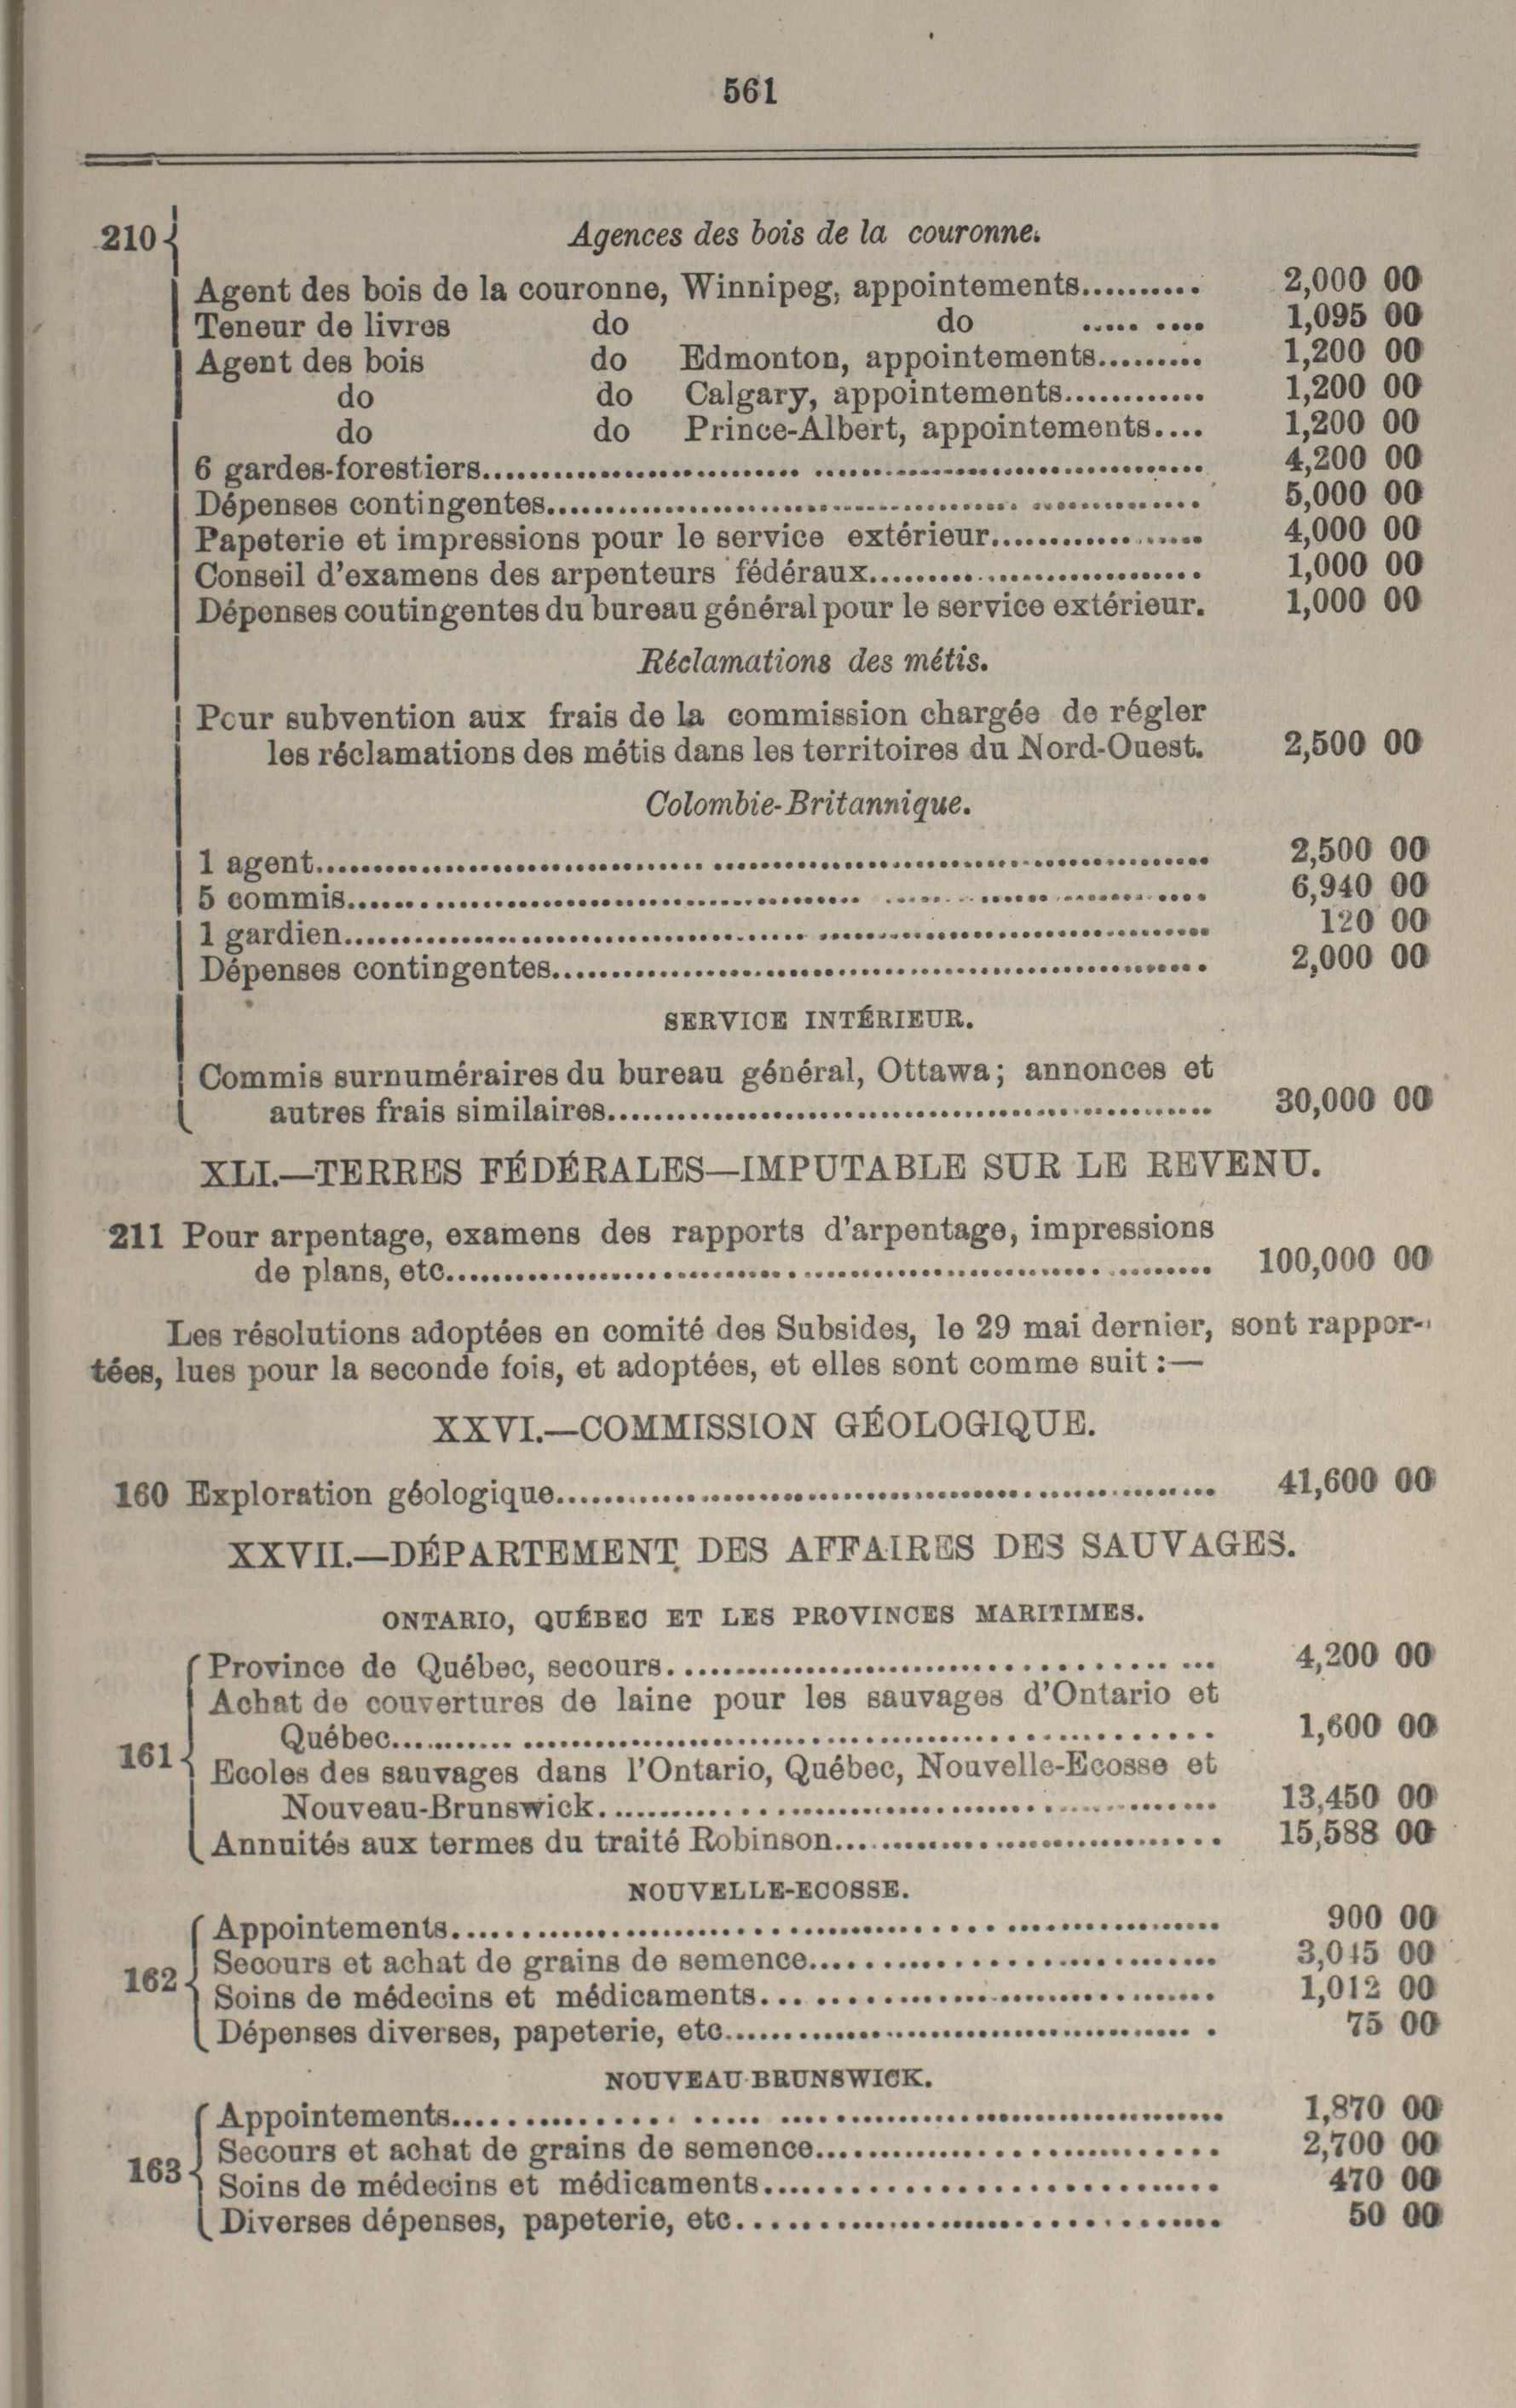 561
210 Agences des bois de la couronne.
Agent des bois de la couronne, Winnipeg, appointements.......... 2,000 00
Teneur de livres do do ..... .... 1,095 00
Agent des bois do Edmonton, appointements......... 1,200 00
do do Calgary, appointements............ 1,200 00
do do Prince-Albert, appointements.... 1,200 00
6 gardes-forestiers.................... 4,200 00
Dépenses contingentes.................... 5,000 00
Papeterie et impressions pour le service extérieur.................. 4,000 00
Conseil d'examens des arpenteurs fédéraux.................... 1,000 00
Dépenses coutingentes du bureau général pour le service extérieur. 1,000 00
Réclamations des métis.
Pour subvention aux frais de la commission chargée de régler
les réclamations des métis dans les territoires du Nord-Ouest. 2,500 00
Colombie-Britannique.
1 agent.................... 2,500 00
5 commis.................... 6,940 00
1 gardien.................... 120 00
Dépenses contingentes.................... 2,000 00
SERVICE INTÉRIEUR.
Commis surnuméraires du bureau général, Ottawa; annonces et
autres frais similaires.................... 30,000 00
XLI.—TERRES FÉDÉRALES—IMPUTABLE SUR LE REVENU.
211 Pour arpentage, examens des rapports d'arpentage, impressions
de plans, etc.................... 100,000 00
Les résolutions adoptées en comité des Subsides, le 29 mai dernier, sont rappor-
tées, lues pour la seconde fois, et adoptées, et elles sont comme suit :—
XXVI.—COMMISSION GÉOLOGIQUE.
160 Exploration géologique.................... 41,600 00
XXVII.—DÉPARTEMENT DES AFFAIRES DES SAUVAGES.
ONTARIO, QUÉBEC ET LES PROVINCES MARITIMES.
Province de Québec, secours.................... 4,200 00
Achat de couvertures de laine pour les sauvages d'Ontario et
Québec.................... 1,600 00
161 Ecoles des sauvages dans l'Ontario, Québec, Nouvelle-Ecosse et
Nouveau-Brunswick.................... 13,450 00
Annuités aux termes du traité Robinson.................... 15,588 00
NOUVELLE-ECOSSE.
Appointements.................... 900 00
Secours et achat de grains de semence.................... 3,045 00
162 Soins de médecins et médicaments.................... 1,012 00
Dépenses diverses, papeterie, etc.................... 75 00
NOUVEAU-BRUNSWICK.
Appointements.................... 1,870 00
Secours et achat de grains de semence.................... 2,700 00
163 Soins de médecins et médicaments.................... 470 00
Diverses dépenses, papeterie, etc.................... 50 00